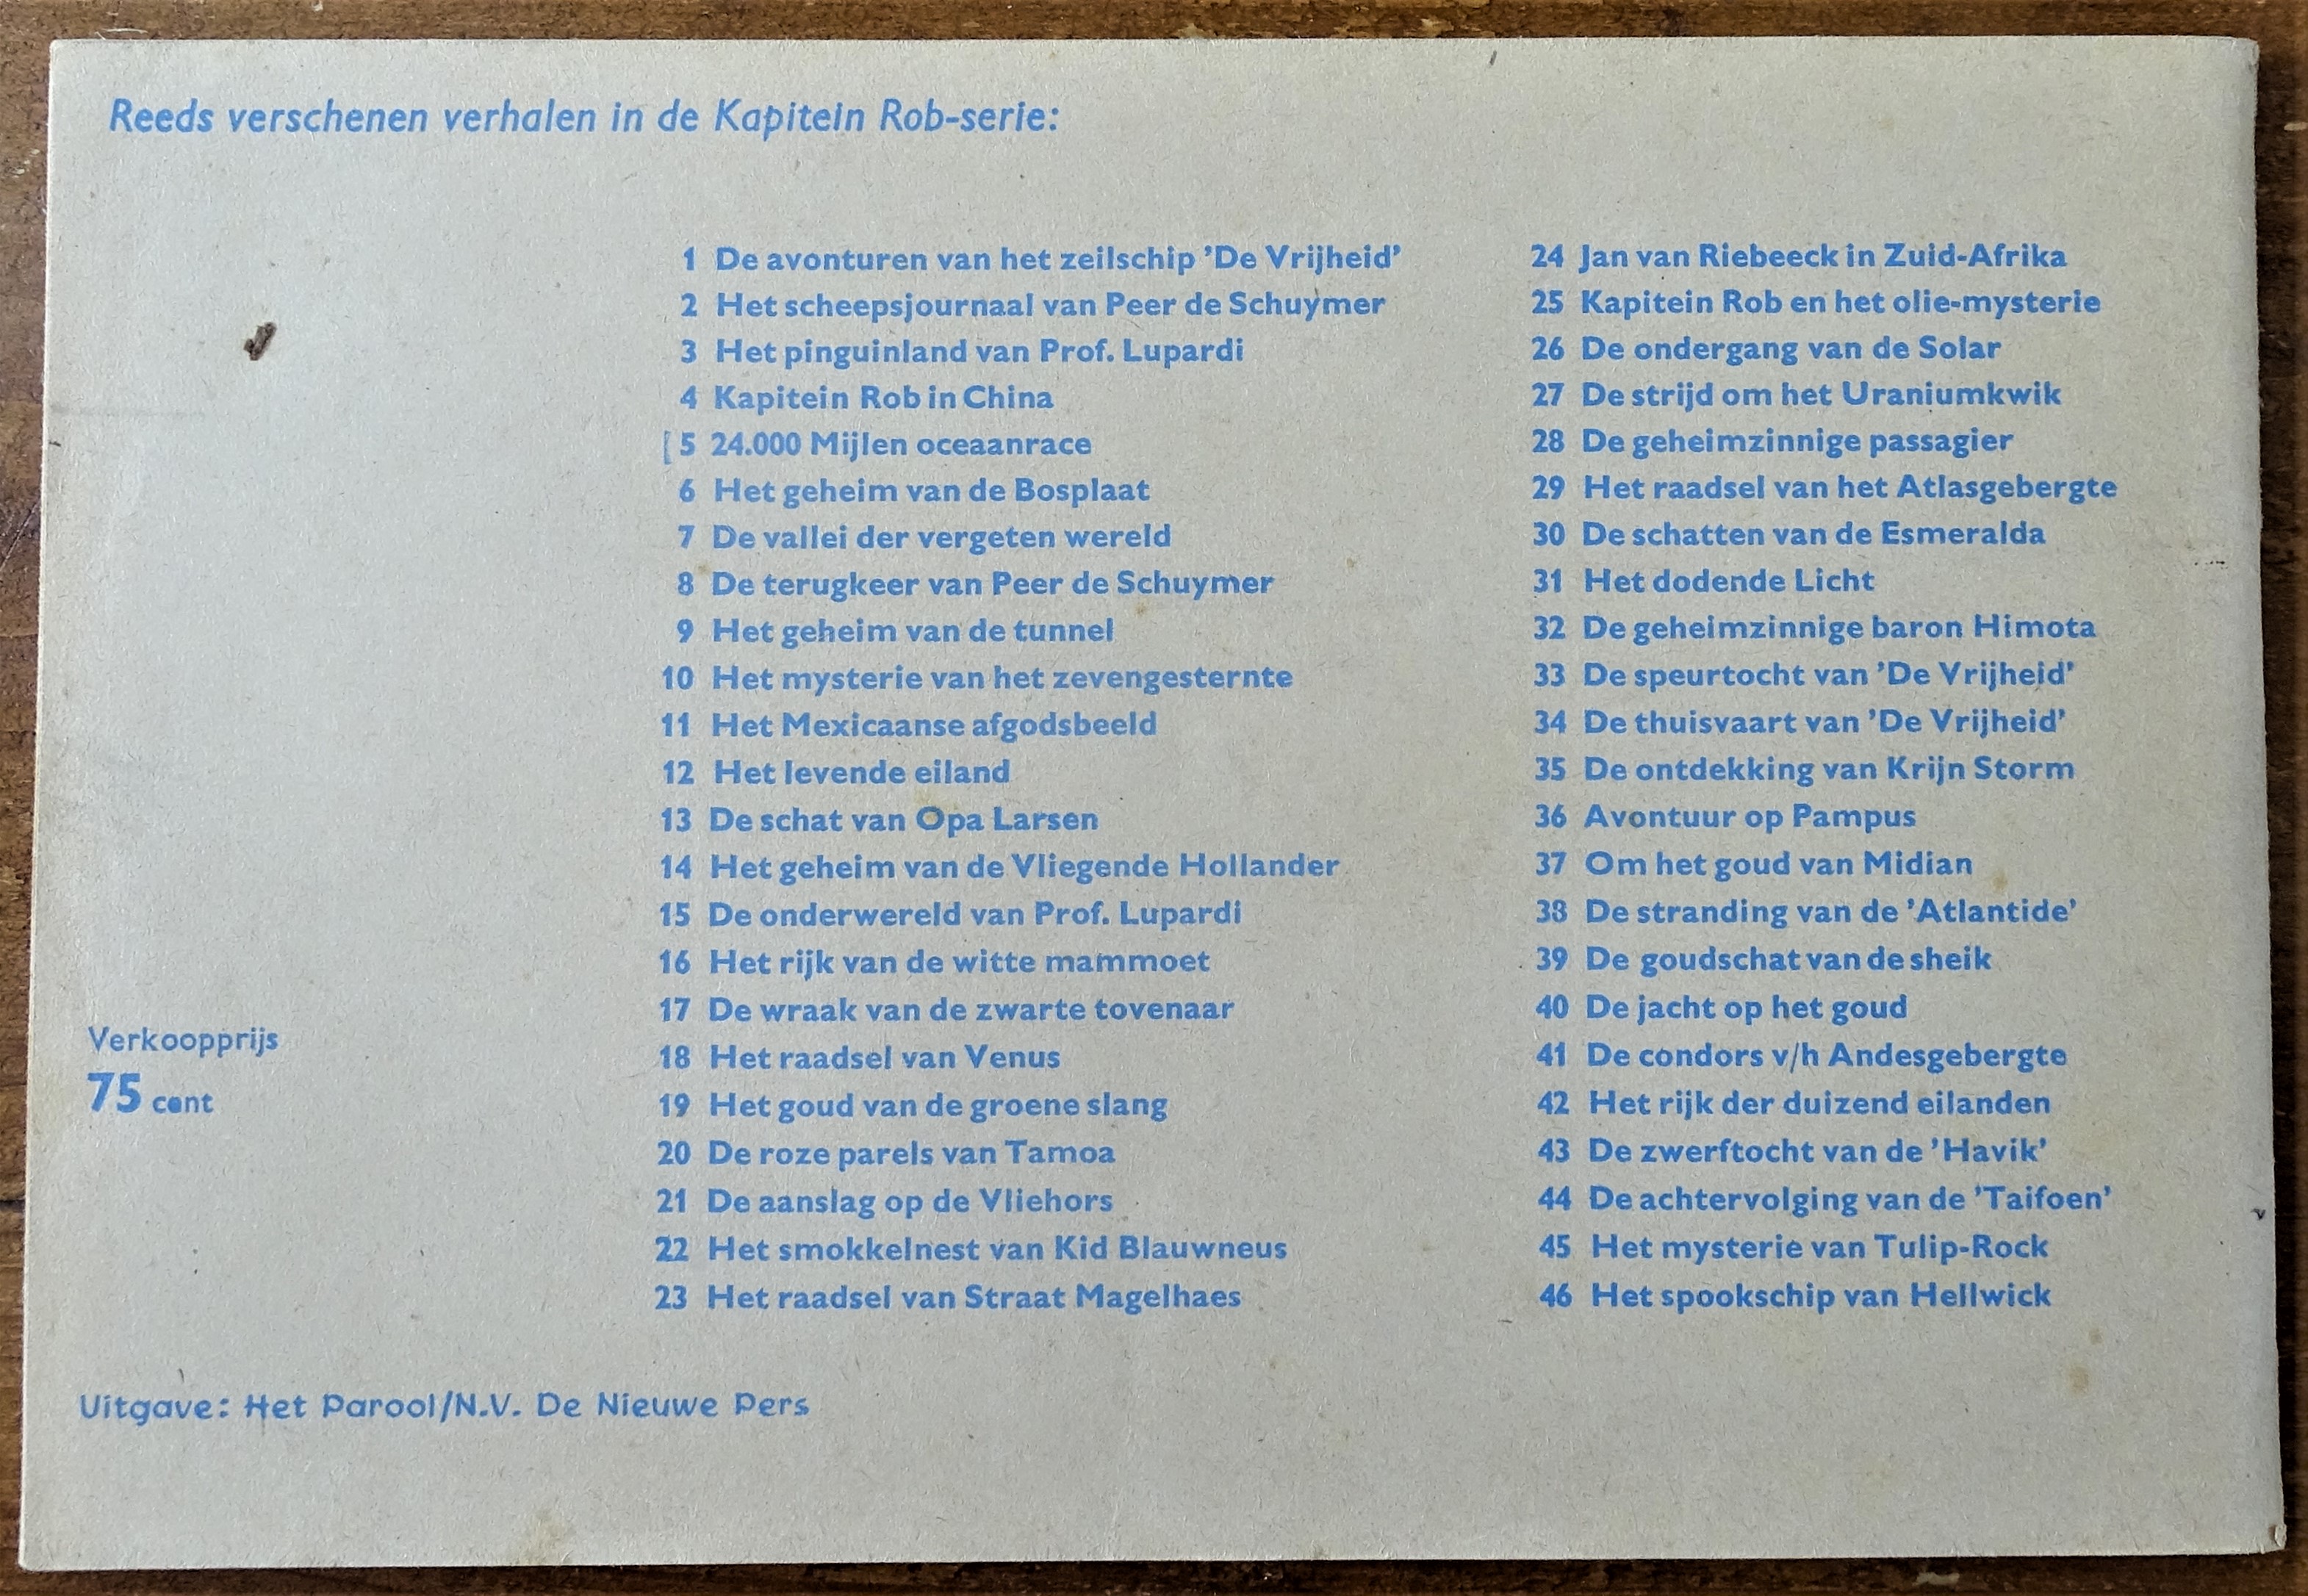 Reeds verschenen verhalen in de Kapitein Rob-serie:
1 De avonturen van het zeilschip 'De Vrijheid'
2 Het scheepsjournaal van Peer de Schuymer
3 Het pinguinland van Prof. Lupardi
4 Kapitein Rob in China
[5 24.000 Mijlen oceaanrace
6 Het geheim van de Bosplaat
7 De vallei der vergeten wereld
8 De terugkeer van Peer de Schuymer
9 Het geheim van de tunnel
10 Het mysterie van het zevengesternte
11 Het Mexicaanse afgodsbeeld
12 Het levende eiland
13 De schat van Opa Larsen
14 Het geheim van de Vliegende Hollander
15 De onderwereld van Prof. Lupardi
16 Het rijk van de witte mammoet
17 De wraak van de zwarte tovenaar
18 Het raadsel van Venus
19 Het goud van de groene slang
20 De roze parels van Tamoa
21 De aanslag op de Vliehors
22 Het smokkelnest van Kid Blauwneus
23 Het raadsel van Straat Magelhaes
24 Jan van Riebeeck in Zuid-Afrika
25 Kapitein Rob en het olie-mysterie
26 De ondergang van de Solar
27 De strijd om het Uraniumkwik
28 De geheimzinnige passagier
29 Het raadsel van het Atlasgebergte
30 De schatten van de Esmeralda
31 Het dodende Licht
32 De geheimzinnige baron Himota
33 De speurtocht van 'De Vrijheid'
34 De thuisvaart van 'De Vrijheid'
35 De ontdekking van Krijn Storm
36 Avontuur op Pampus
37 Om het goud van Midian
38 De stranding van de 'Atlantide'
39 De goudschat van de sheik
40 De jacht op het goud
41 De condors v/h Andesgebergte
42 Het rijk der duizend eilanden
43 De zwerftocht van de 'Havik'
44 De achtervolging van de 'Taifoen'
45 Het mysterie van Tulip-Rock
46 Het spookschip van Hellwick
Verkoopprijs
75 cent
Uitgave: Het Parool/N.V. De Nieuwe Pers